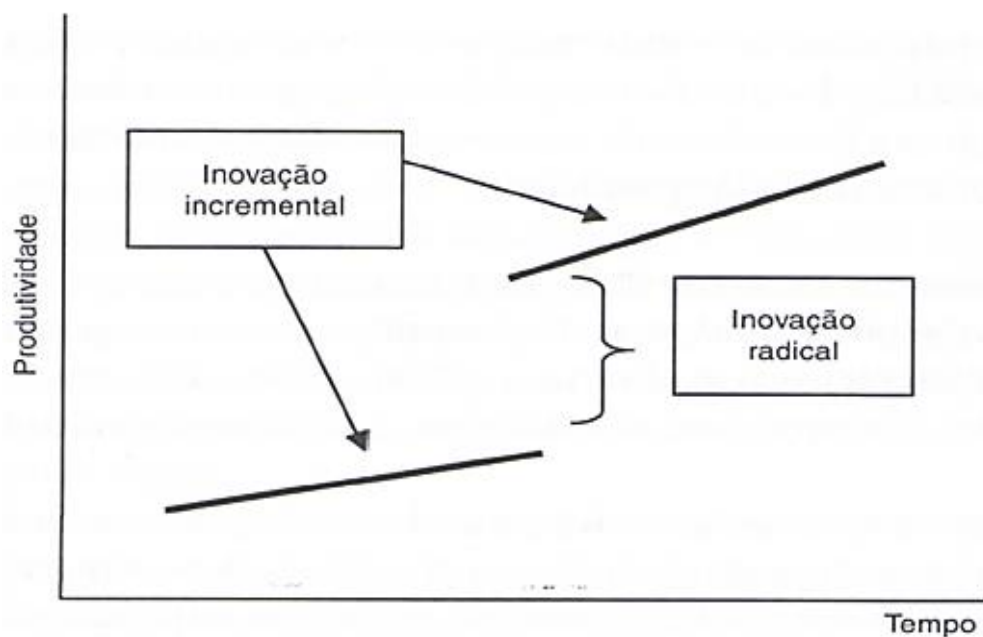 Inovação
incremental
Produtividade
Inovação
radical
Tempo